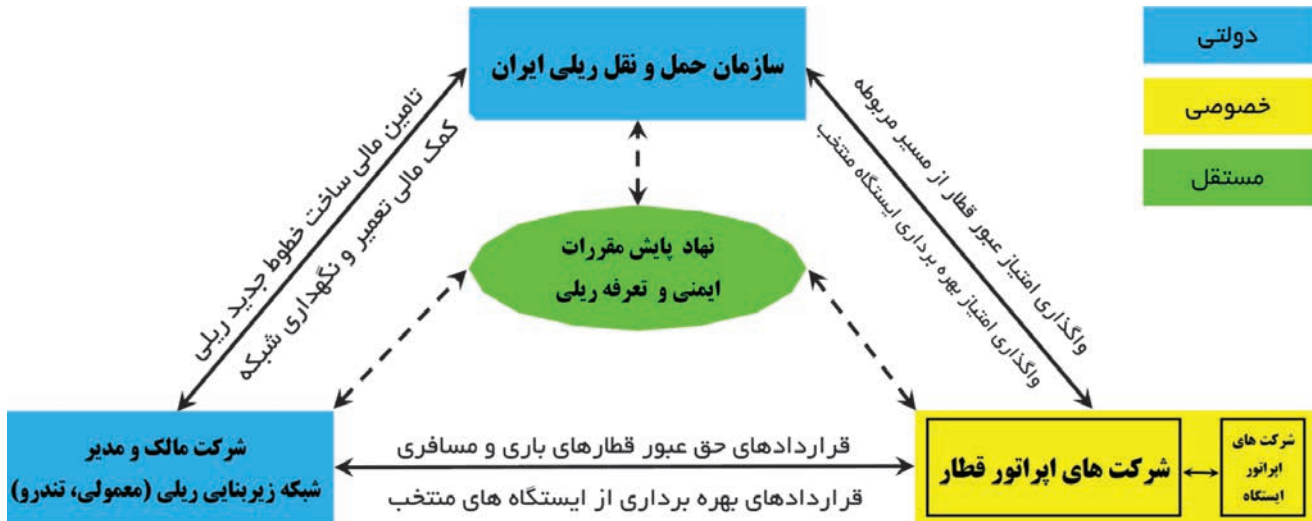 سازمان حمل و نقل ریلی ایران
دولتی
خصوصی
مستقل
تامین مالی ساخت خطوط جدید ریلی
کمک مالی تعمیر و نگهداری شبکه
واگذاری امتیاز عبور قطار از مسیر مربوطه
واگذاری امتیاز بهره برداری ایستگاه منتخب
نهاد پایش مقررات
ایمنی و تعرفه ریلی
شرکت مالک و مدیر
شبکه زیربنایی ریلی (معمولی، تندرو)
قراردادهای حق عبور قطارهای باری و مسافری
قراردادهای بهره برداری از ایستگاه های منتخب
شرکت های اپراتور قطار
شرکت های
اپراتور
ایستگاه